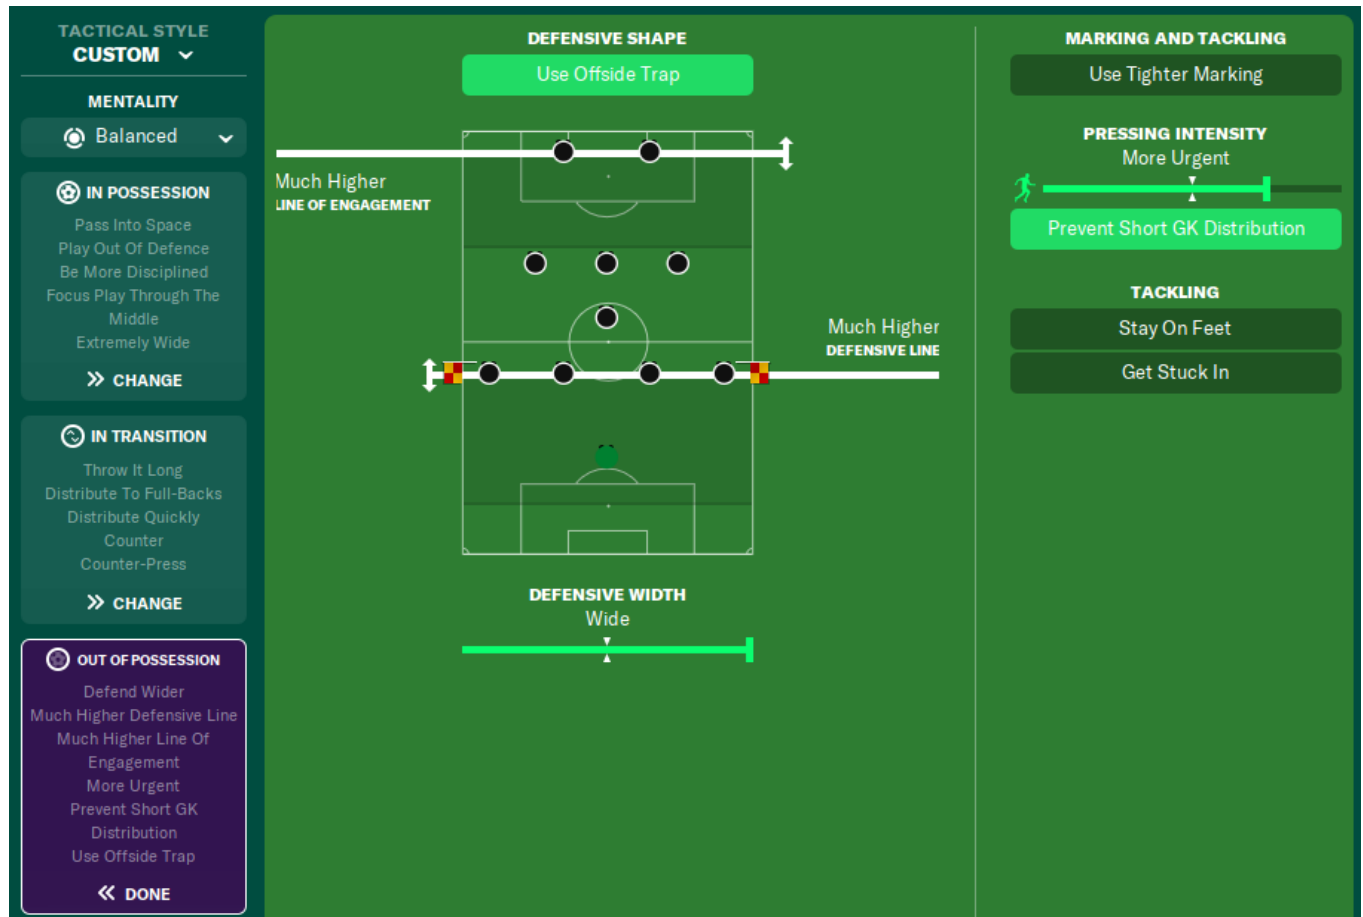 TACTICAL STYLE
CUSTOM
MENTALITY
Balanced
IN POSSESSION
Pass Into Space
Play Out Of Defence
Be More Disciplined
Focus Play Through The
Middle
Extremely Wide
CHANGE
IN TRANSITION
Throw It Long
Distribute To Full-Backs
Distribute Quickly
Counter
Counter-Press
CHANGE
OUT OF POSSESSION
Defend Wider
Much Higher Defensive Line
Much Higher Line Of
Engagement
More Urgent
Prevent Short GK
Distribution
Use Offside Trap
DONE
DEFENSIVE SHAPE
Use Offside Trap
Much Higher
LINE OF ENGAGEMENT
Much Higher
DEFENSIVE LINE
DEFENSIVE WIDTH
Wide
MARKING AND TACKLING
Use Tighter Marking
PRESSING INTENSITY
More Urgent
Prevent Short GK Distribution
TACKLING
Stay On Feet
Get Stuck In